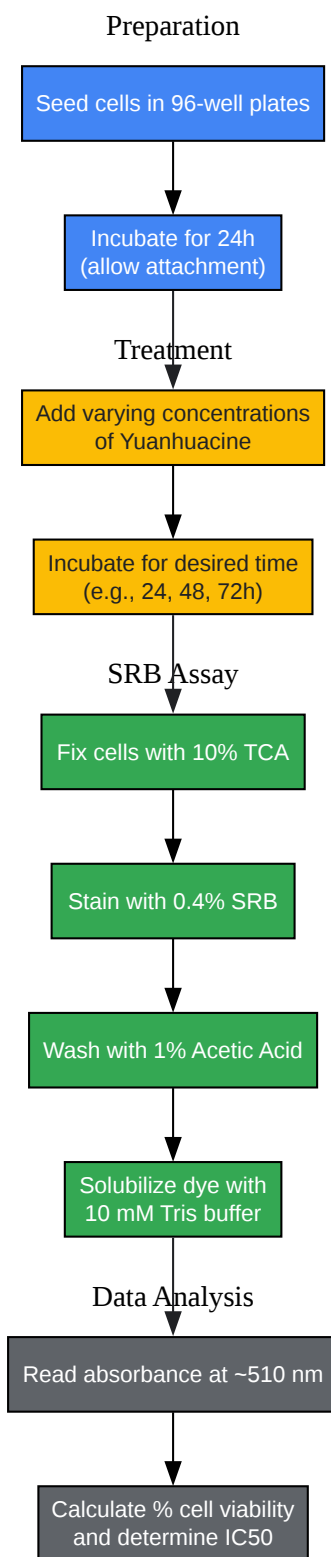 Preparation
Seed cells in 96-well plates
Incubate for 24h
(allow attachment)
Treatment
Add varying concentrations
of Yuanhuacine
Incubate for desired time
(e.g., 24, 48, 72h)
SRB Assay
Fix cells with 10% TCA
Stain with 0.4% SRB
Wash with 1% Acetic Acid
Solubilize dye with
10 mM Tris buffer
Data Analysis
Read absorbance at ~510 nm
Calculate % cell viability
and determine IC50